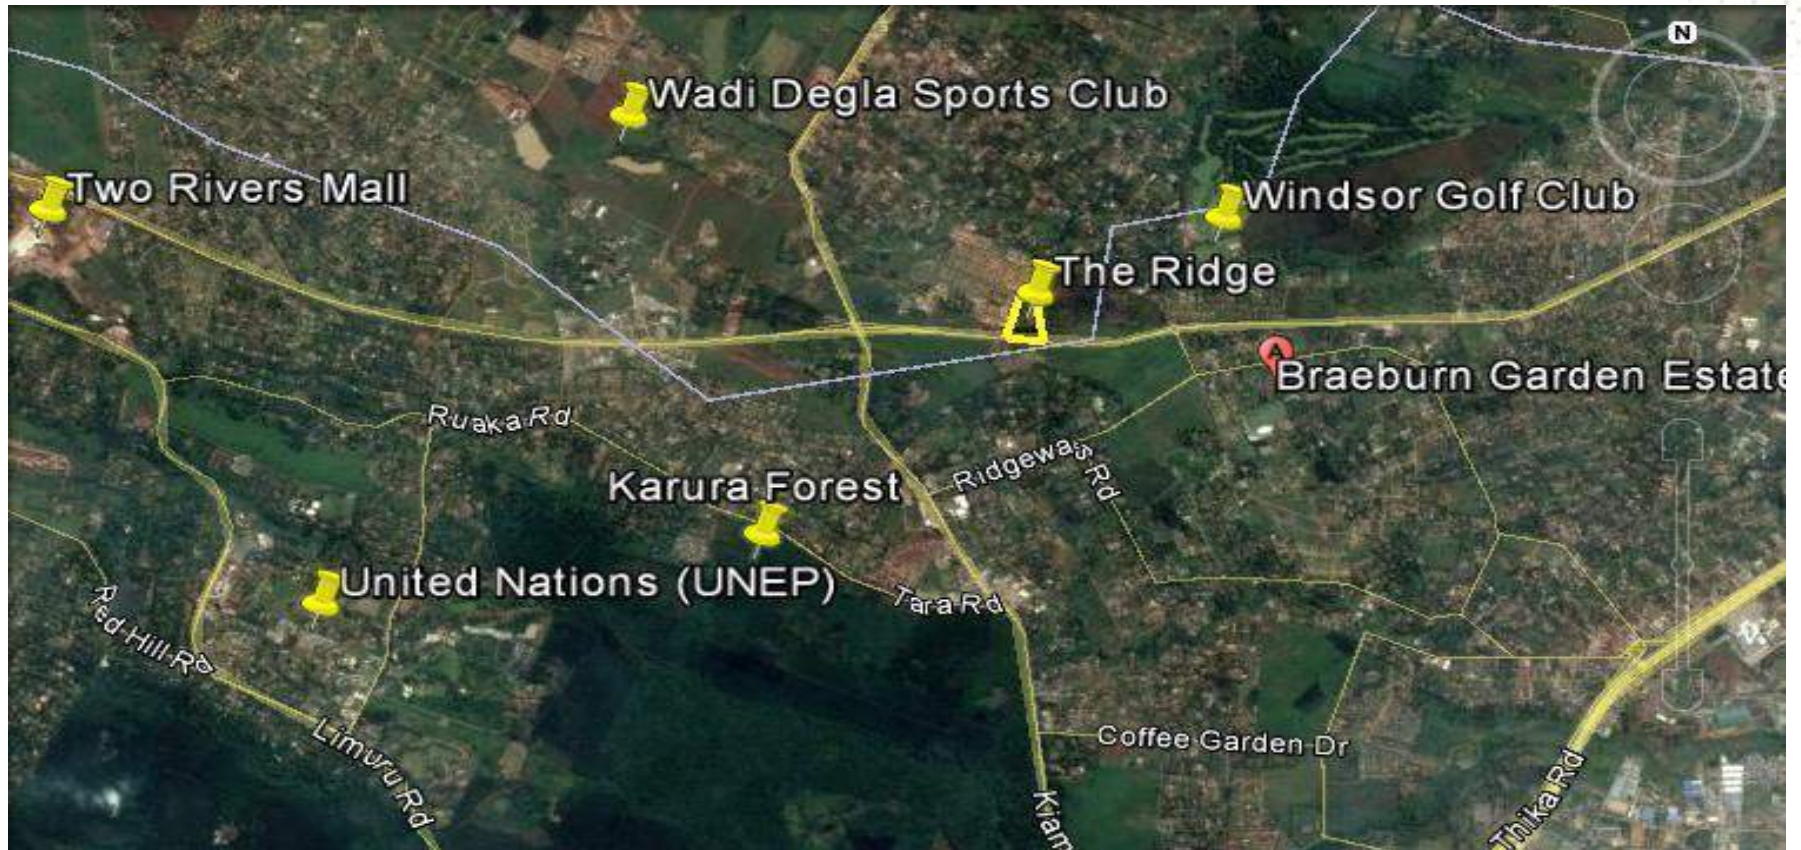 N
Wadi Degla Sports Club
Two Rivers Mall
Windsor Golf Club
The Ridge
A
Braeburn Garden Estate
Ruaka Rd
Ridgeways Rd
Karura Forest
United Nations (UNEP)
Tara Rd
Red Hill Rd
Limuru Rd
Coffee Garden Dr
Kiam
Thika Rd